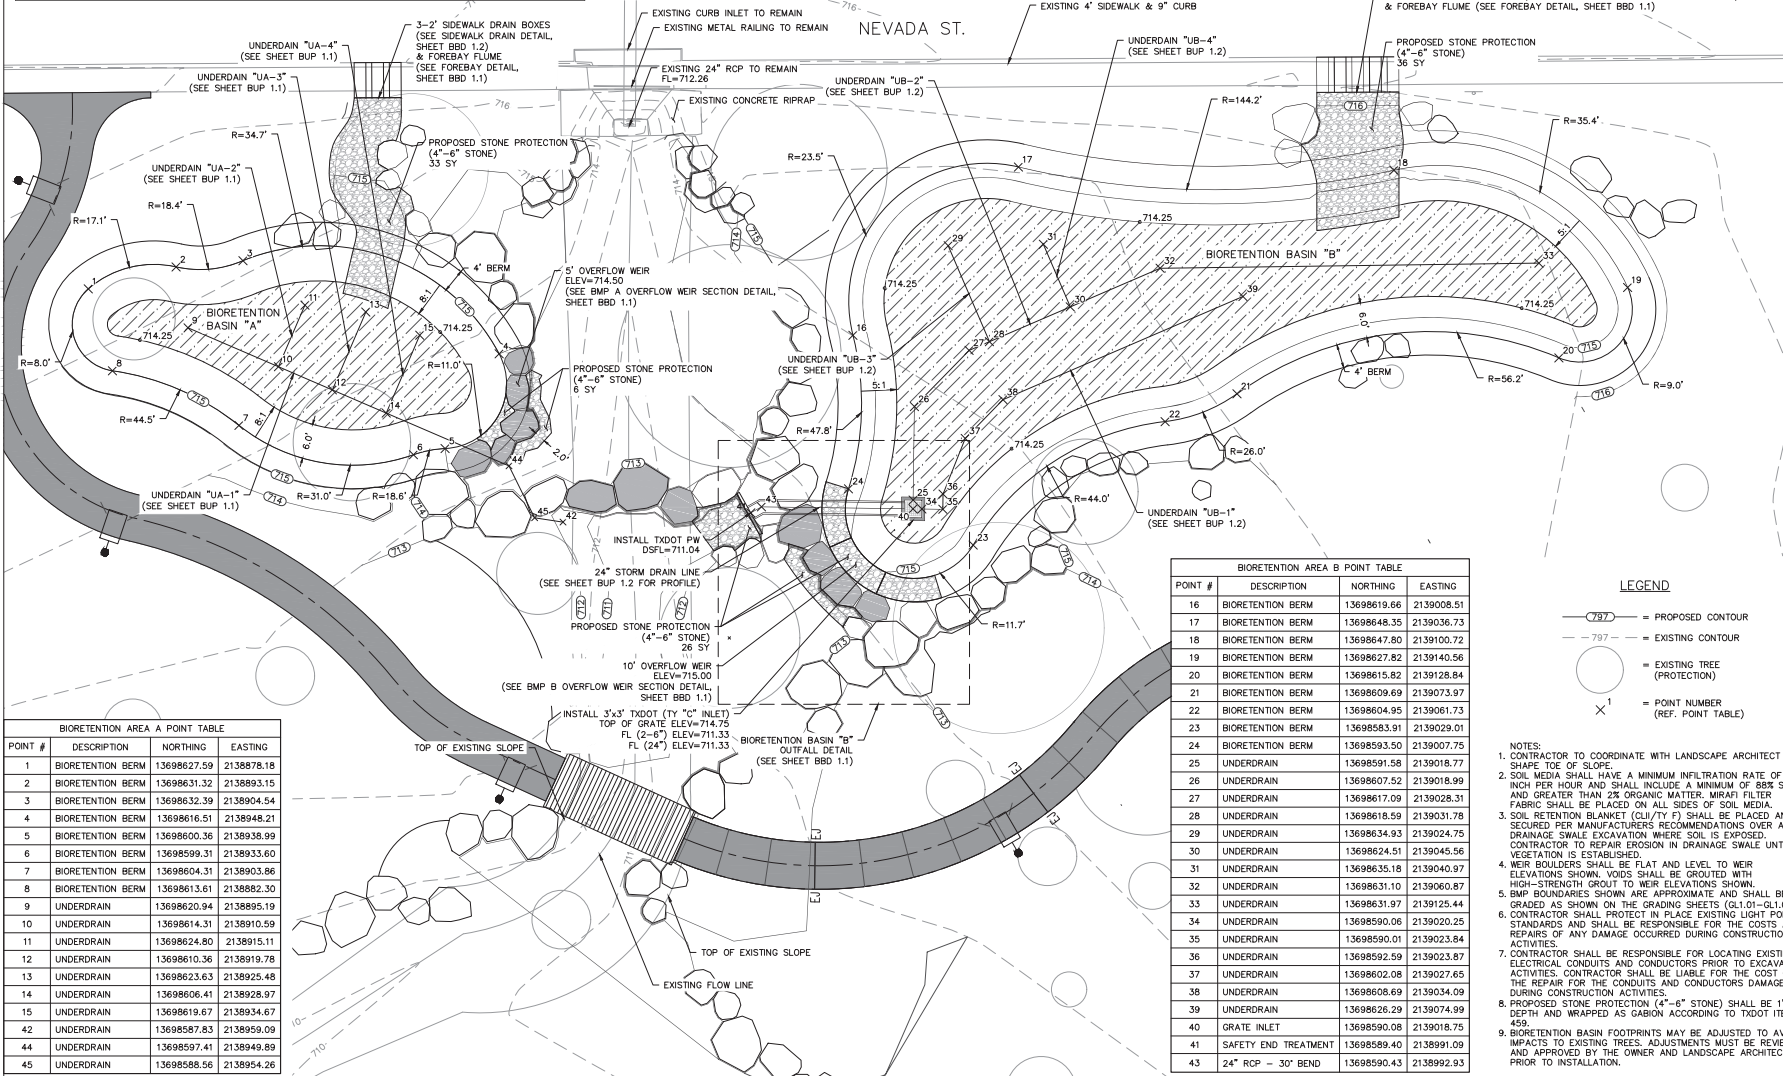 NEVADA ST.
3-2' SIDEWALK DRAIN BOXES
(SEE SIDEWALK DRAIN DETAIL,
SHEET BBD 1.2)
& FOREBAY FLUME
(SEE FOREBAY DETAIL,
SHEET BBD 1.1)
UNDERDAIN "UA-4"
(SEE SHEET BUP 1.1)
UNDERDAIN "UA-3"
(SEE SHEET BUP 1.1)
UNDERDAIN "UA-2"
(SEE SHEET BUP 1.1)
EXISTING CURB INLET TO REMAIN
EXISTING METAL RAILING TO REMAIN
EXISTING 24" RCP TO REMAIN
FL=712.26
EXISTING CONCRETE RIPRAP
EXISTING 4' SIDEWALK & 9" CURB
UNDERDAIN "UB-4"
(SEE SHEET BUP 1.2)
UNDERDAIN "UB-2"
(SEE SHEET BUP 1.2)
& FOREBAY FLUME (SEE FOREBAY DETAIL, SHEET BBD 1.1)
PROPOSED STONE PROTECTION
(4"-6" STONE)
36 SY
PROPOSED STONE PROTECTION
(4"-6" STONE)
33 SY
R=34.7'
R=18.4'
R=17.1'
R=8.0'
R=44.5'
R=31.0'
R=18.6'
R=11.0'
R=23.5'
R=144.2'
R=35.4'
R=47.8'
R=56.2'
R=9.0'
R=26.0'
R=44.0'
R=11.7'
4' BERM
8:1
8:1
6.0'
2.0'
5:1
5:1
6.0'
4' BERM
BIORETENTION
BASIN "A"
BIORETENTION BASIN "B"
714.25
714.25
714.25
714.25
714.25
714.25
5' OVERFLOW WEIR
ELEV=714.50
(SEE BMP A OVERFLOW WEIR SECTION DETAIL,
SHEET BBD 1.1)
PROPOSED STONE PROTECTION
(4"-6" STONE)
6 SY
UNDERDAIN "UB-3"
(SEE SHEET BUP 1.2)
UNDERDAIN "UA-1"
(SEE SHEET BUP 1.1)
UNDERDAIN "UB-1"
(SEE SHEET BUP 1.2)
INSTALL TXDOT PW
DSFL=711.04
24" STORM DRAIN LINE
(SEE SHEET BUP 1.2 FOR PROFILE)
PROPOSED STONE PROTECTION
(4"-6" STONE)
26 SY
10' OVERFLOW WEIR
ELEV=715.00
(SEE BMP B OVERFLOW WEIR SECTION DETAIL,
SHEET BBD 1.1)
INSTALL 3'x3' TXDOT (TY "C" INLET)
TOP OF GRATE ELEV=714.75
FL (2-6") ELEV=711.33
FL (24") ELEV=711.33
BIORETENTION BASIN "B"
OUTFALL DETAIL
(SEE SHEET BBD 1.1)
TOP OF EXISTING SLOPE
TOP OF EXISTING SLOPE
EXISTING FLOW LINE
EJ
EJ
EJ
EJ
BIORETENTION AREA A POINT TABLE
POINT # DESCRIPTION NORTHING EASTING
1 BIORETENTION BERM 13698627.59 2138878.18
2 BIORETENTION BERM 13698631.32 2138893.15
3 BIORETENTION BERM 13698632.39 2138904.54
4 BIORETENTION BERM 13698616.51 2138948.21
5 BIORETENTION BERM 13698600.36 2138938.99
6 BIORETENTION BERM 13698599.31 2138933.60
7 BIORETENTION BERM 13698604.31 2138903.86
8 BIORETENTION BERM 13698613.61 2138882.30
9 UNDERDRAIN 13698620.94 2138895.19
10 UNDERDRAIN 13698614.31 2138910.59
11 UNDERDRAIN 13698624.80 2138915.11
12 UNDERDRAIN 13698610.36 2138919.78
13 UNDERDRAIN 13698623.63 2138925.48
14 UNDERDRAIN 13698606.41 2138928.97
15 UNDERDRAIN 13698619.67 2138934.67
42 UNDERDRAIN 13698587.83 2138959.09
44 UNDERDRAIN 13698597.41 2138949.89
45 UNDERDRAIN 13698588.56 2138954.26
BIORETENTION AREA B POINT TABLE
POINT # DESCRIPTION NORTHING EASTING
16 BIORETENTION BERM 13698619.66 2139008.51
17 BIORETENTION BERM 13698648.35 2139036.73
18 BIORETENTION BERM 13698647.80 2139100.72
19 BIORETENTION BERM 13698627.82 2139140.56
20 BIORETENTION BERM 13698615.82 2139128.84
21 BIORETENTION BERM 13698609.69 2139073.97
22 BIORETENTION BERM 13698604.95 2139061.73
23 BIORETENTION BERM 13698583.91 2139029.01
24 BIORETENTION BERM 13698593.50 2139007.75
25 UNDERDRAIN 13698591.58 2139018.77
26 UNDERDRAIN 13698607.52 2139018.99
27 UNDERDRAIN 13698617.09 2139028.31
28 UNDERDRAIN 13698618.59 2139031.78
29 UNDERDRAIN 13698634.93 2139024.75
30 UNDERDRAIN 13698624.51 2139045.56
31 UNDERDRAIN 13698635.18 2139040.97
32 UNDERDRAIN 13698631.10 2139060.87
33 UNDERDRAIN 13698631.97 2139125.44
34 UNDERDRAIN 13698590.06 2139020.25
35 UNDERDRAIN 13698590.01 2139023.84
36 UNDERDRAIN 13698592.59 2139023.87
37 UNDERDRAIN 13698602.08 2139027.65
38 UNDERDRAIN 13698608.69 2139034.09
39 UNDERDRAIN 13698626.29 2139074.99
40 GRATE INLET 13698590.08 2139018.75
41 SAFETY END TREATMENT 13698589.40 2138991.09
43 24" RCP - 30° BEND 13698590.43 2138992.93
LEGEND
797 = PROPOSED CONTOUR
797 = EXISTING CONTOUR
= EXISTING TREE
(PROTECTION)
1 = POINT NUMBER
(REF. POINT TABLE)
NOTES:
1. CONTRACTOR TO COORDINATE WITH LANDSCAPE ARCHITECT
SHAPE TOE OF SLOPE.
2. SOIL MEDIA SHALL HAVE A MINIMUM INFILTRATION RATE OF
INCH PER HOUR AND SHALL INCLUDE A MINIMUM OF 88% S
AND GREATER THAN 2% ORGANIC MATTER. MIRAFI FILTER
FABRIC SHALL BE PLACED ON ALL SIDES OF SOIL MEDIA.
3. SOIL RETENTION BLANKET (CLII/TY F) SHALL BE PLACED AN
SECURED PER MANUFACTURERS RECOMMENDATIONS OVER A
DRAINAGE SWALE EXCAVATION WHERE SOIL IS EXPOSED.
CONTRACTOR TO REPAIR EROSION IN DRAINAGE SWALE UNT
VEGETATION IS ESTABLISHED.
4. WEIR BOULDERS SHALL BE FLAT AND LEVEL TO WEIR
ELEVATIONS SHOWN. VOIDS SHALL BE GROUTED WITH
HIGH-STRENGTH GROUT TO WEIR ELEVATIONS SHOWN.
5. BMP BOUNDARIES SHOWN ARE APPROXIMATE AND SHALL BE
GRADED AS SHOWN ON THE GRADING SHEETS (GL1.01-GL1.
6. CONTRACTOR SHALL PROTECT IN PLACE EXISTING LIGHT PO
STANDARDS AND SHALL BE RESPONSIBLE FOR THE COSTS
REPAIRS OF ANY DAMAGE OCCURRED DURING CONSTRUCTIO
ACTIVITIES.
7. CONTRACTOR SHALL BE RESPONSIBLE FOR LOCATING EXISTI
ELECTRICAL CONDUITS AND CONDUCTORS PRIOR TO EXCAVA
ACTIVITIES. CONTRACTOR SHALL BE LIABLE FOR THE COST
THE REPAIR FOR THE CONDUITS AND CONDUCTORS DAMAGE
DURING CONSTRUCTION ACTIVITIES.
8. PROPOSED STONE PROTECTION (4"-6" STONE) SHALL BE 1'
DEPTH AND WRAPPED AS GABION ACCORDING TO TXDOT ITE
459.
9. BIORETENTION BASIN FOOTPRINTS MAY BE ADJUSTED TO AV
IMPACTS TO EXISTING TREES. ADJUSTMENTS MUST BE REVIE
AND APPROVED BY THE OWNER AND LANDSCAPE ARCHITEC
PRIOR TO INSTALLATION.